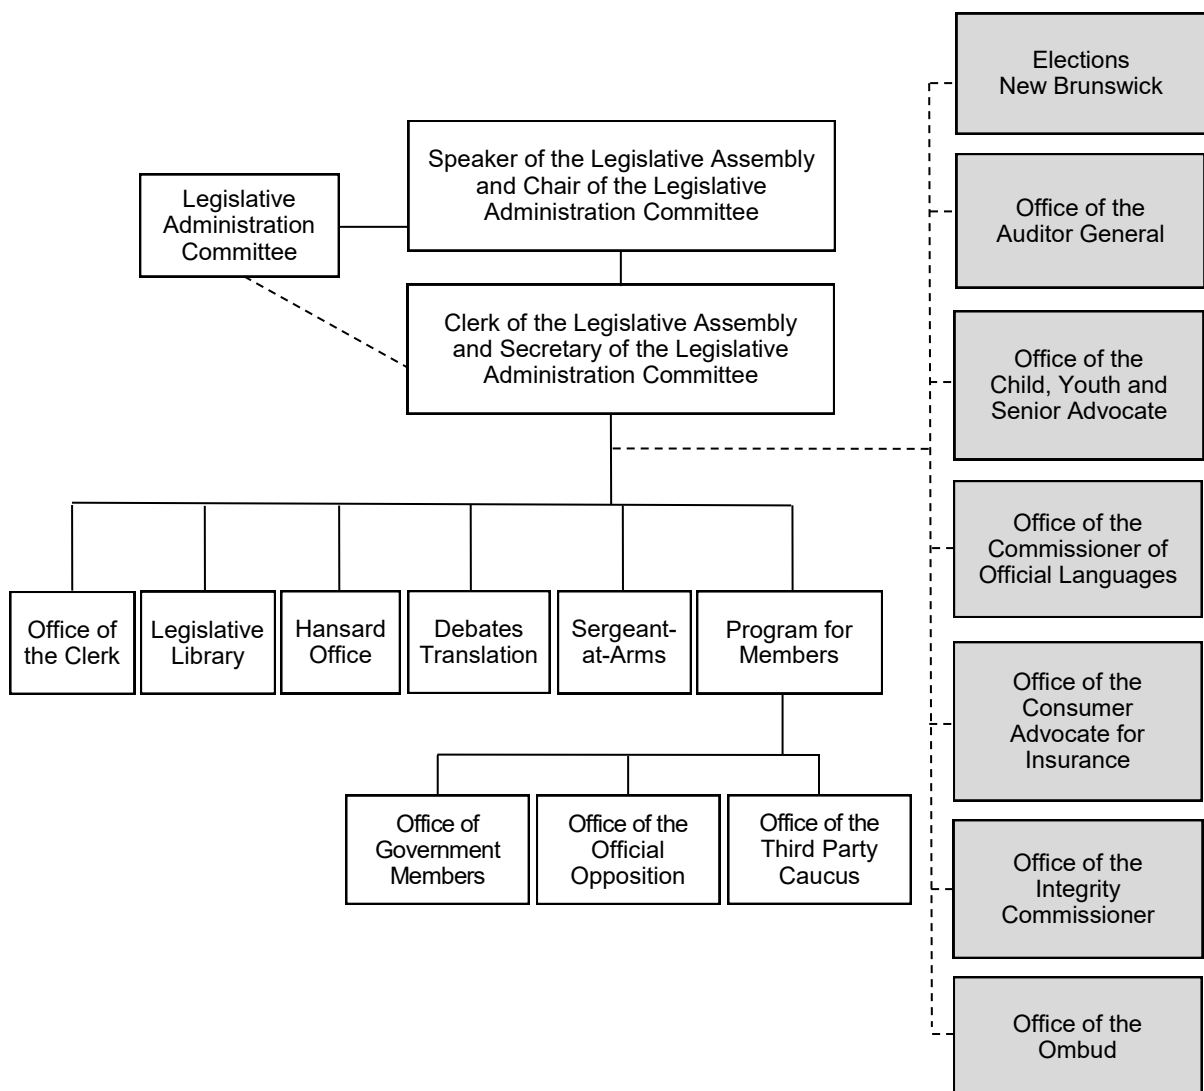 Elections
New Brunswick
Speaker of the Legislative Assembly
and Chair of the Legislative
Administration Committee
Legislative
Administration
Committee
Office of the
Auditor General
Clerk of the Legislative Assembly
and Secretary of the Legislative
Administration Committee
Office of the
Child, Youth and
Senior Advocate
Office of the
Commissioner of
Official Languages
Office of
the Clerk
Legislative
Library
Hansard
Office
Debates
Translation
Sergeant-
at-Arms
Program for
Members
Office of the
Consumer
Advocate for
Insurance
Office of
Government
Members
Office of the
Official
Opposition
Office of the
Third Party
Caucus
Office of the
Integrity
Commissioner
Office of the
Ombud